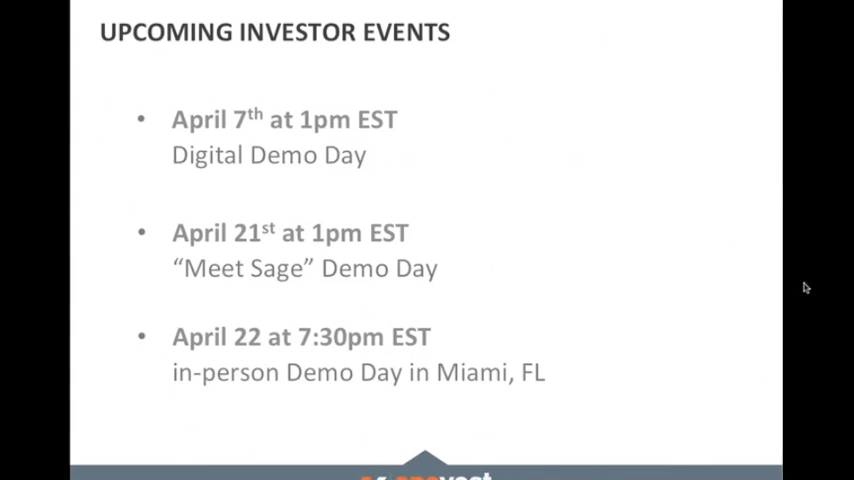 UPCOMING INVESTOR EVENTS
• April 7th at 1pm EST
Digital Demo Day
• April 21st at 1pm EST
“Meet Sage” Demo Day
• April 22 at 7:30pm EST
in-person Demo Day in Miami, FL